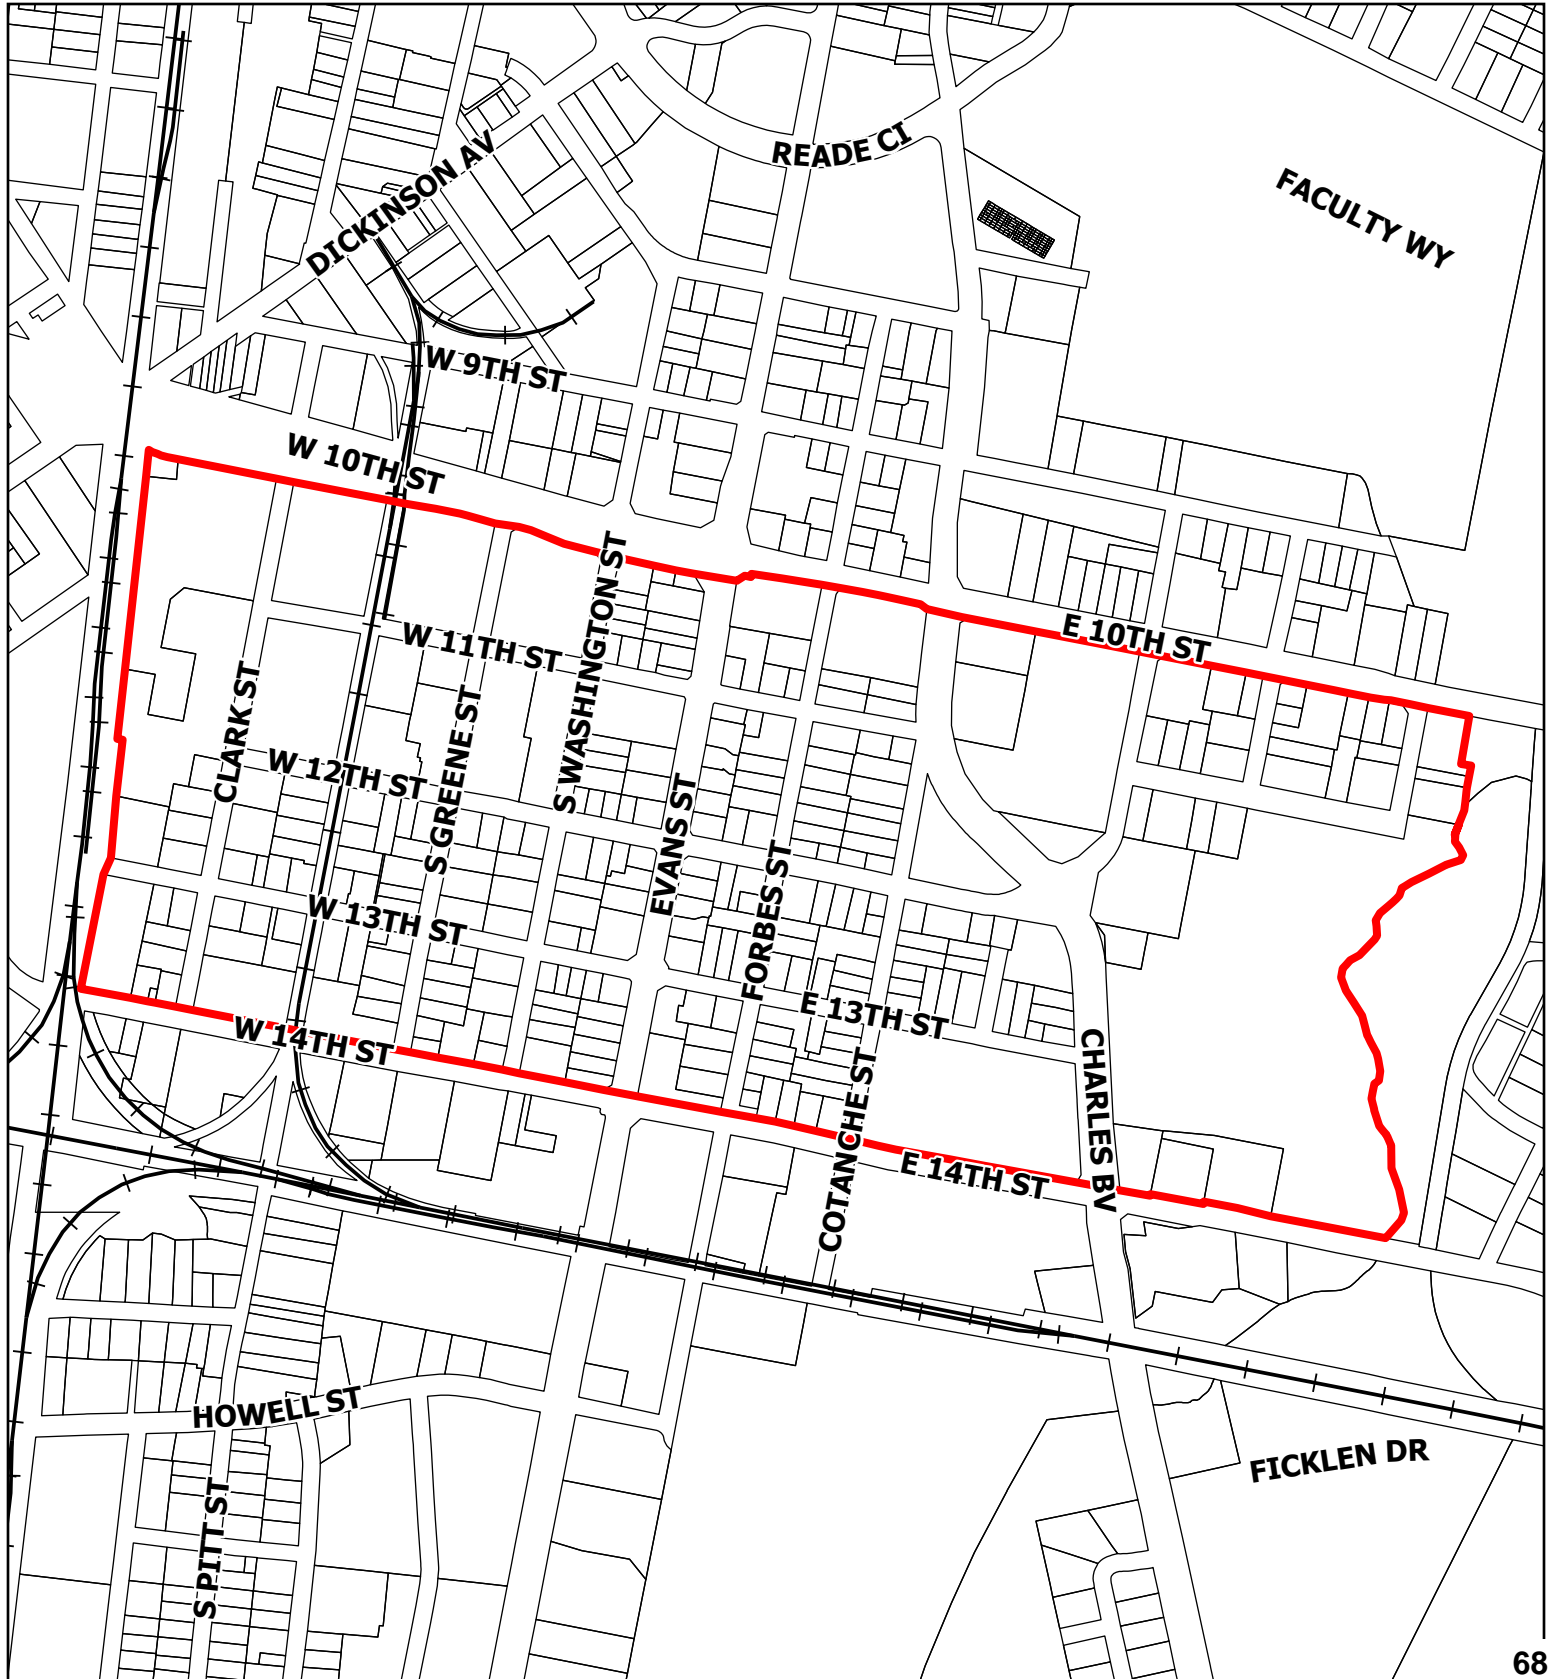 READE CI
DICKINSON AV
FACULTY WY
W 9TH ST
W 10TH ST
E 10TH ST
W 11TH ST
S WASHINGTON ST
CLARK ST
S GREENE ST
W 12TH ST
EVANS ST
FORBES ST
W 13TH ST
E 13TH ST
W 14TH ST
COTANCHE ST
CHARLES BV
E 14TH ST
HOWELL ST
FICKLEN DR
S PITT ST
68